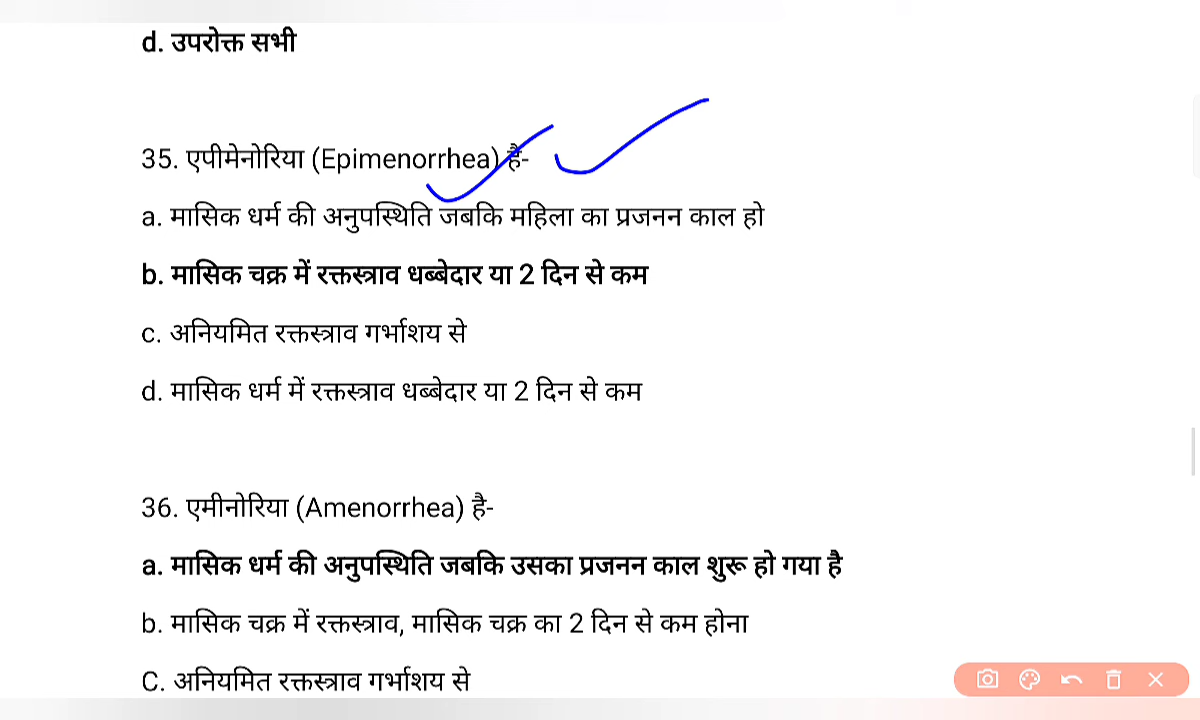 d. उपरोक्त सभी
35. एपीमेनोरिया (Epimenorrhea) है-
a. मासिक धर्म की अनुपस्थिति जबकि महिला का प्रजनन काल हो
b. मासिक चक्र में रक्तस्त्राव धब्बेदार या 2 दिन से कम
c. अनियमित रक्तस्त्राव गर्भाशय से
d. मासिक धर्म में रक्तस्त्राव धब्बेदार या 2 दिन से कम
36. एमीनोरिया (Amenorrhea) है-
a. मासिक धर्म की अनुपस्थिति जबकि उसका प्रजनन काल शुरू हो गया है
b. मासिक चक्र में रक्तस्त्राव, मासिक चक्र का 2 दिन से कम होना
C. अनियमित रक्तस्त्राव गर्भाशय से